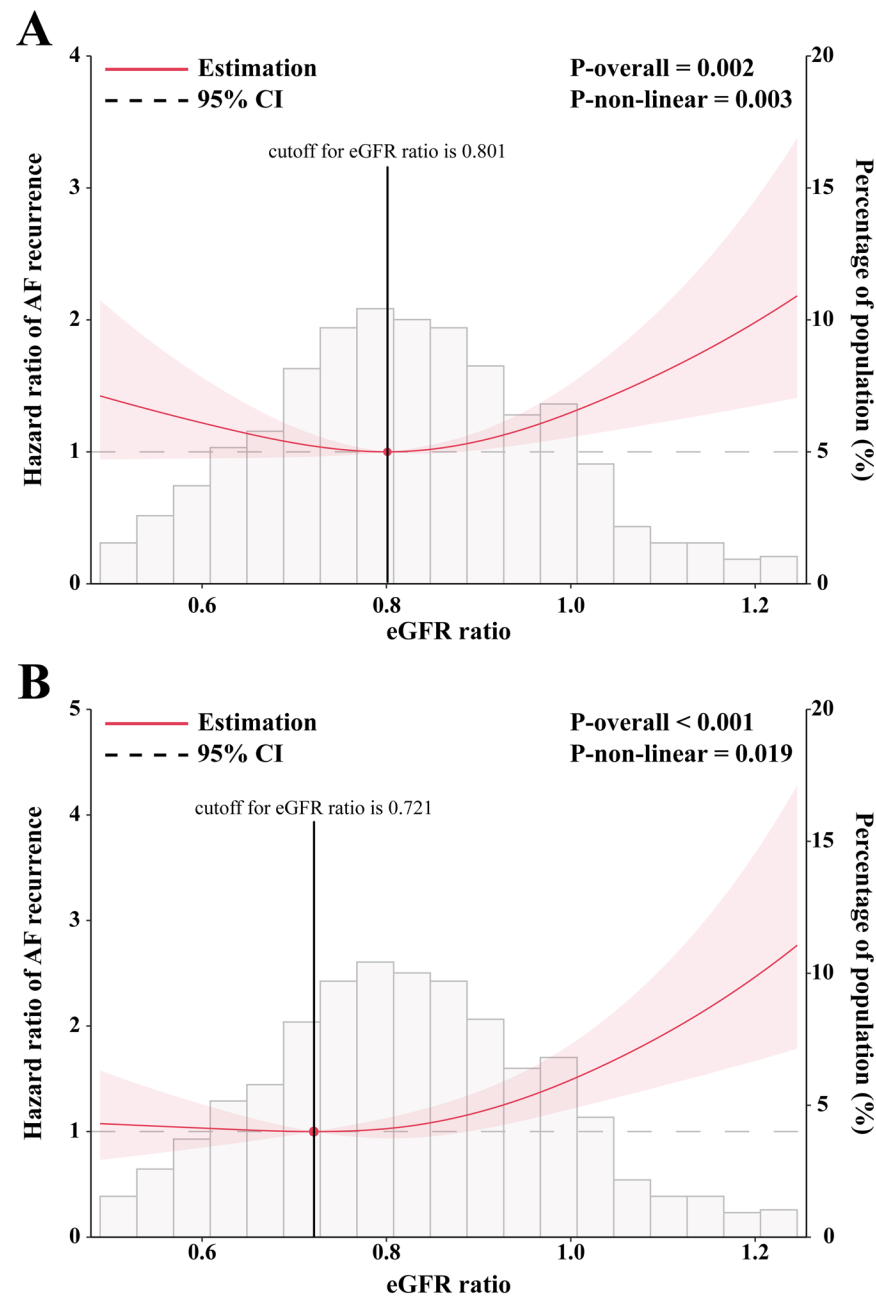 A
Estimation
95% CI
P-overall = 0.002
P-non-linear = 0.003
cutoff for eGFR ratio is 0.801
Hazard ratio of AF recurrence
4
3
2
1
0
Percentage of population (%)
20
15
10
5
0
0.6 0.8 1.0 1.2
eGFR ratio
B
Estimation
95% CI
P-overall < 0.001
P-non-linear = 0.019
cutoff for eGFR ratio is 0.721
Hazard ratio of AF recurrence
5
4
3
2
1
0
Percentage of population (%)
20
15
10
5
0
0.6 0.8 1.0 1.2
eGFR ratio